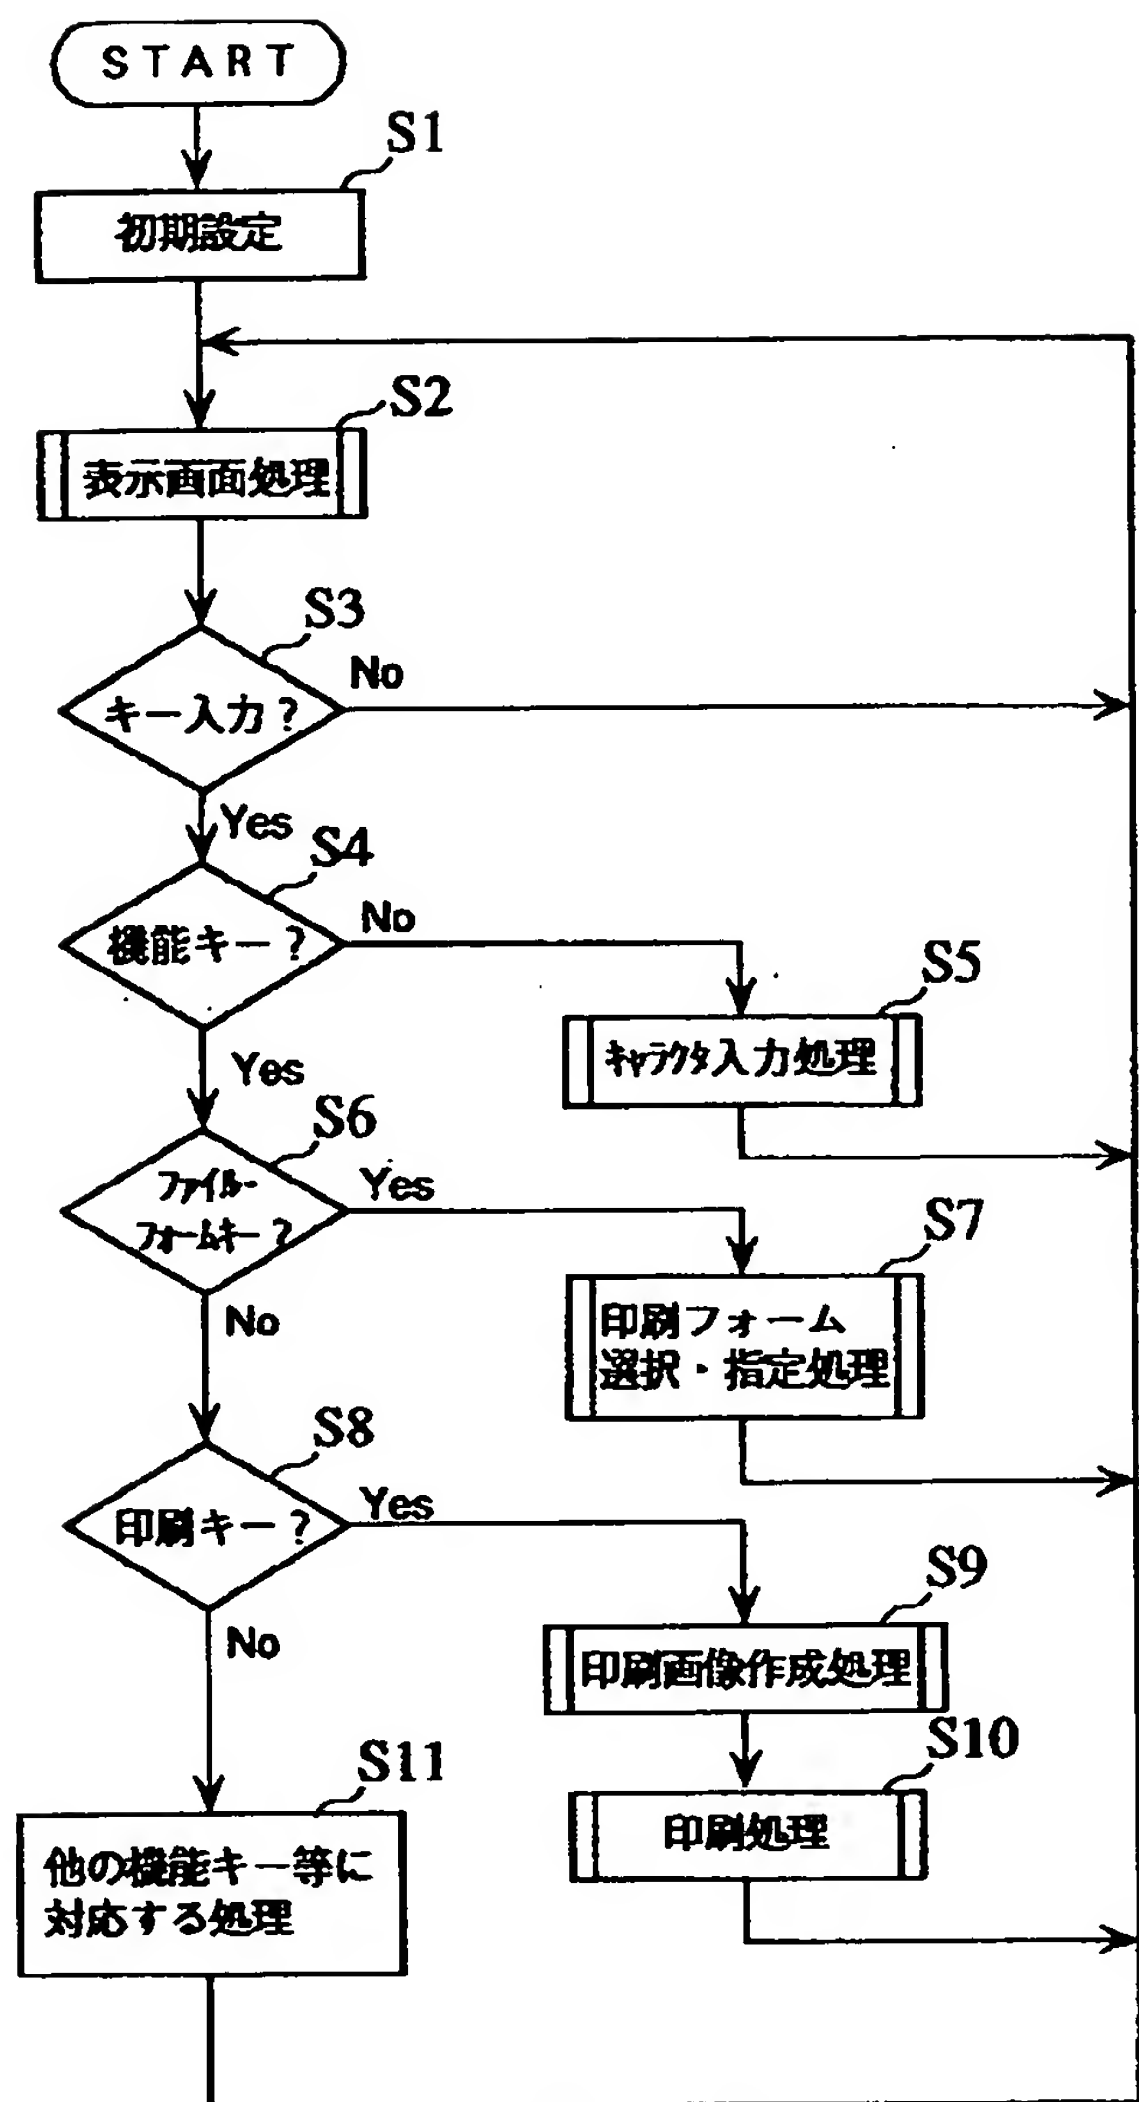 START
S1
初期設定
S2
表示画面処理
S3
キー入力？
No
Yes
S4
機能キー？
No
Yes
S5
キャラクタ入力処理
S6
ファイル・
フォームキー？
Yes
No
S7
印刷フォーム
選択・指定処理
S8
印刷キー？
Yes
No
S9
印刷画像作成処理
S10
印刷処理
S11
他の機能キー等に
対応する処理